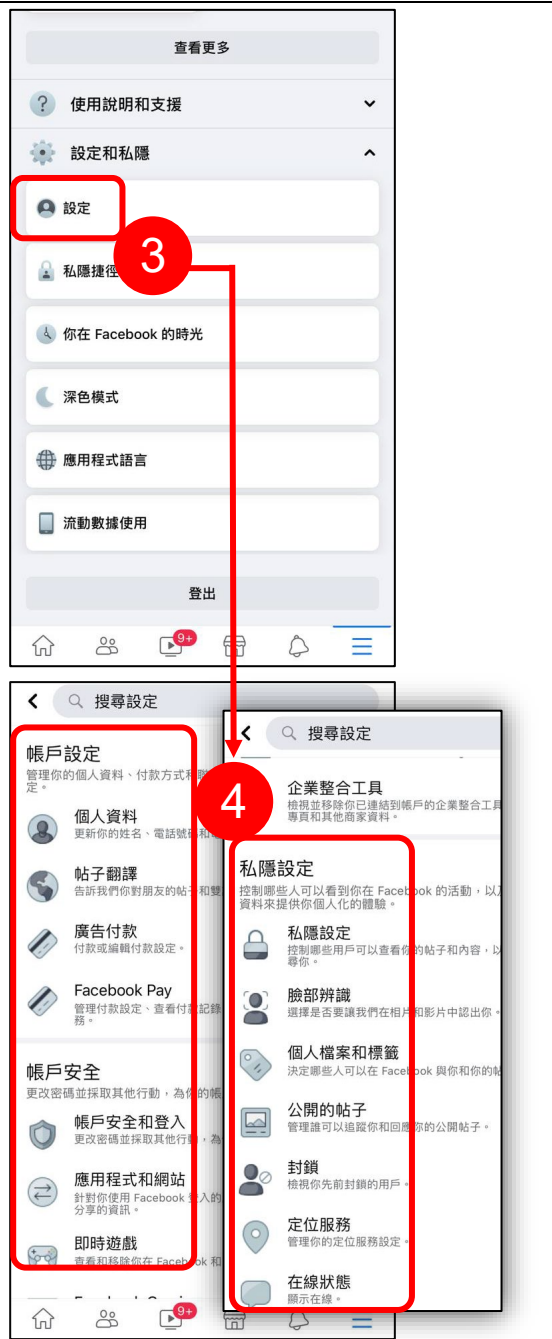 查看更多
使用說明和支援
設定和私隱
設定
3
私隱捷徑
你在 Facebook 的時光
深色模式
應用程式語言
流動數據使用
登出
9+
搜尋設定
帳戶設定
管理你的個人資料、付款方式和
定。
個人資料
更新你的姓名、電話號碼和
帖子翻譯
告訴我們你對朋友的帖子和雙
廣告付款
付款或編輯付款設定。
Facebook Pay
管理付款設定、查看付款記錄
務。
帳戶安全
更改密碼並採取其他行動，為你的帳
帳戶安全和登入
更改密碼並採取其他行動，為
應用程式和網站
針對你使用 Facebook 登入的
分享的資訊。
即時遊戲
查看和移除你在 Facebook 和
9+
搜尋設定
4
企業整合工具
檢視並移除你已連結到帳戶的企業整合工具
專頁和其他商家資料。
私隱設定
控制哪些人可以看到你在 Facebook 的活動，以及
資料來提供你個人化的體驗。
私隱設定
控制哪些用戶可以查看你的帖子和內容，以
尋你。
臉部辨識
選擇是否要讓我們在相片和影片中認出你。
個人檔案和標籤
決定哪些人可以在 Facebook 與你和你的帖
公開的帖子
管理誰可以追蹤你和回應你的公開帖子。
封鎖
檢視你先前封鎖的用戶。
定位服務
管理你的定位服務設定。
在線狀態
顯示在線。